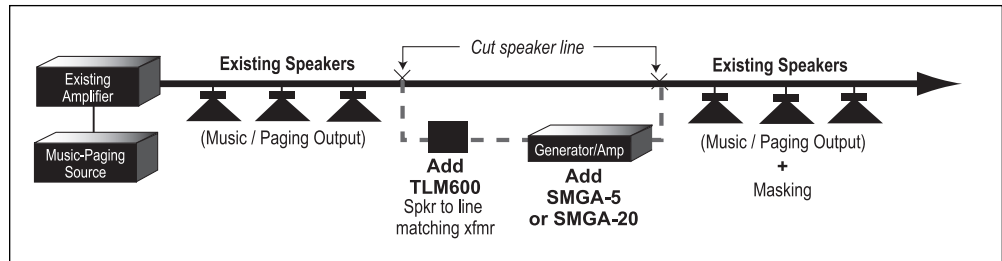 Cut speaker line
Existing Speakers
Existing Speakers
Existing
Amplifier
(Music / Paging Output)
Music-Paging
Source
Add
TLM600
Spkr to line
matching xfmr
Generator/Amp
Add
SMGA-5
or SMGA-20
(Music / Paging Output)
+
Masking